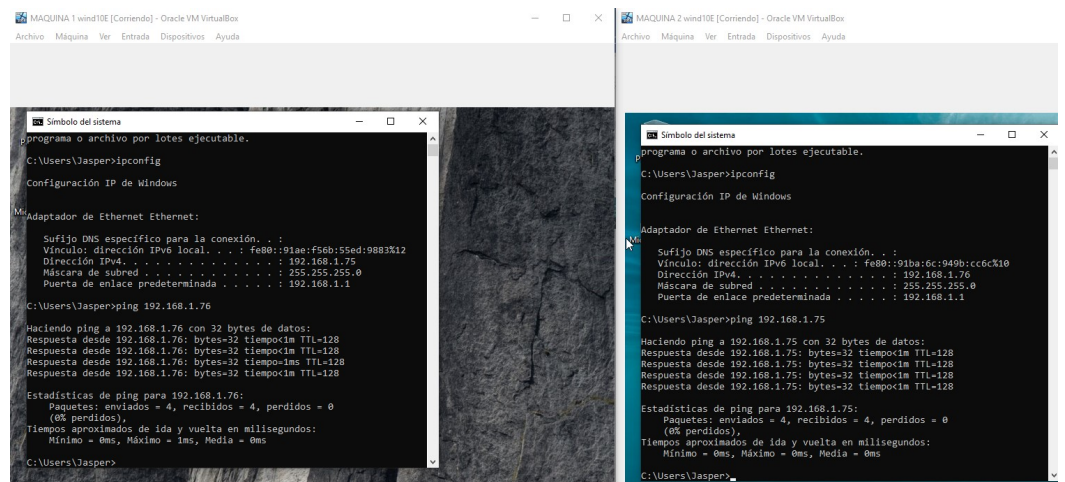 MAQUINA 1 wind10E [Corriendo] - Oracle VM VirtualBox
Archivo Máquina Ver Entrada Dispositivos Ayuda
Símbolo del sistema
programa o archivo por lotes ejecutable.
C:\Users\Jasper>ipconfig
Configuración IP de Windows
Adaptador de Ethernet Ethernet:
Sufijo DNS específico para la conexión. . :
Vínculo: dirección IPv6 local. . . : fe80::91ae:f56b:55ed:9883%12
Dirección IPv4. . . . . . . . . . . . . . : 192.168.1.75
Máscara de subred . . . . . . . . . . . . : 255.255.255.0
Puerta de enlace predeterminada . . . . . : 192.168.1.1
C:\Users\Jasper>ping 192.168.1.76
Haciendo ping a 192.168.1.76 con 32 bytes de datos:
Respuesta desde 192.168.1.76: bytes=32 tiempo<1m TTL=128
Respuesta desde 192.168.1.76: bytes=32 tiempo<1m TTL=128
Respuesta desde 192.168.1.76: bytes=32 tiempo=1ms TTL=128
Respuesta desde 192.168.1.76: bytes=32 tiempo<1m TTL=128
Estadísticas de ping para 192.168.1.76:
Paquetes: enviados = 4, recibidos = 4, perdidos = 0
(0% perdidos),
Tiempos aproximados de ida y vuelta en milisegundos:
Mínimo = 0ms, Máximo = 1ms, Media = 0ms
C:\Users\Jasper>
MAQUINA 2 wind10E [Corriendo] - Oracle VM VirtualBox
Archivo Máquina Ver Entrada Dispositivos Ayuda
Símbolo del sistema
programa o archivo por lotes ejecutable.
C:\Users\Jasper>ipconfig
Configuración IP de Windows
Adaptador de Ethernet Ethernet:
Sufijo DNS específico para la conexión. . :
Vínculo: dirección IPv6 local. . . : fe80::91ba:6c:949b:cc6c%10
Dirección IPv4. . . . . . . . . . . . . . : 192.168.1.76
Máscara de subred . . . . . . . . . . . . : 255.255.255.0
Puerta de enlace predeterminada . . . . . : 192.168.1.1
C:\Users\Jasper>ping 192.168.1.75
Haciendo ping a 192.168.1.75 con 32 bytes de datos:
Respuesta desde 192.168.1.75: bytes=32 tiempo<1m TTL=128
Respuesta desde 192.168.1.75: bytes=32 tiempo<1m TTL=128
Respuesta desde 192.168.1.75: bytes=32 tiempo<1m TTL=128
Respuesta desde 192.168.1.75: bytes=32 tiempo<1m TTL=128
Estadísticas de ping para 192.168.1.75:
Paquetes: enviados = 4, recibidos = 4, perdidos = 0
(0% perdidos),
Tiempos aproximados de ida y vuelta en milisegundos:
Mínimo = 0ms, Máximo = 0ms, Media = 0ms
C:\Users\Jasper>